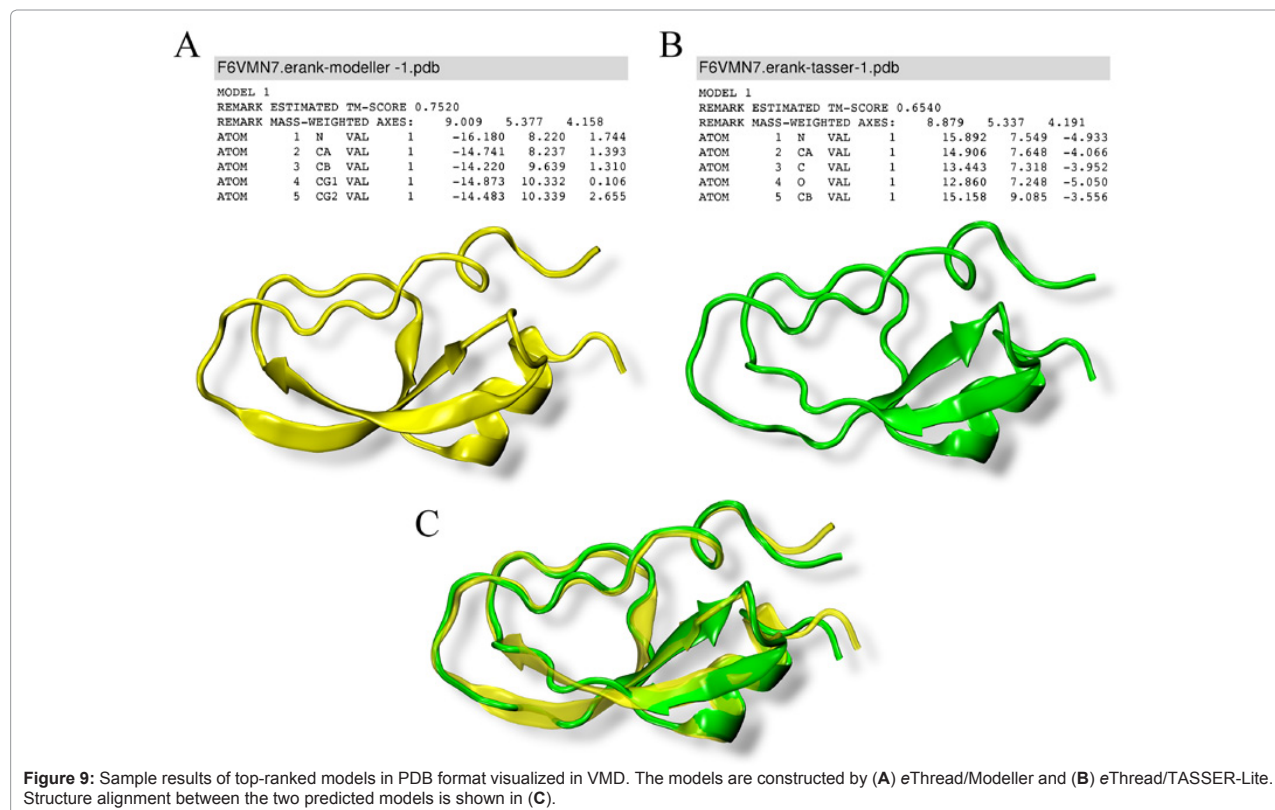 A
F6VMN7.erank-modeller -1.pdb
MODEL 1
REMARK ESTIMATED TM-SCORE 0.7520
REMARK MASS-WEIGHTED AXES: 9.009 5.377 4.158
ATOM 1 N VAL 1 -16.180 8.220 1.744
ATOM 2 CA VAL 1 -14.741 8.237 1.393
ATOM 3 CB VAL 1 -14.220 9.639 1.310
ATOM 4 CG1 VAL 1 -14.873 10.332 0.106
ATOM 5 CG2 VAL 1 -14.483 10.339 2.655
B
F6VMN7.erank-tasser-1.pdb
MODEL 1
REMARK ESTIMATED TM-SCORE 0.6540
REMARK MASS-WEIGHTED AXES: 8.879 5.337 4.191
ATOM 1 N VAL 1 15.892 7.549 -4.933
ATOM 2 CA VAL 1 14.906 7.648 -4.066
ATOM 3 C VAL 1 13.443 7.318 -3.952
ATOM 4 O VAL 1 12.860 7.248 -5.050
ATOM 5 CB VAL 1 15.158 9.085 -3.556
C
Figure 9: Sample results of top-ranked models in PDB format visualized in VMD. The models are constructed by (A) eThread/Modeller and (B) eThread/TASSER-Lite.
Structure alignment between the two predicted models is shown in (C).